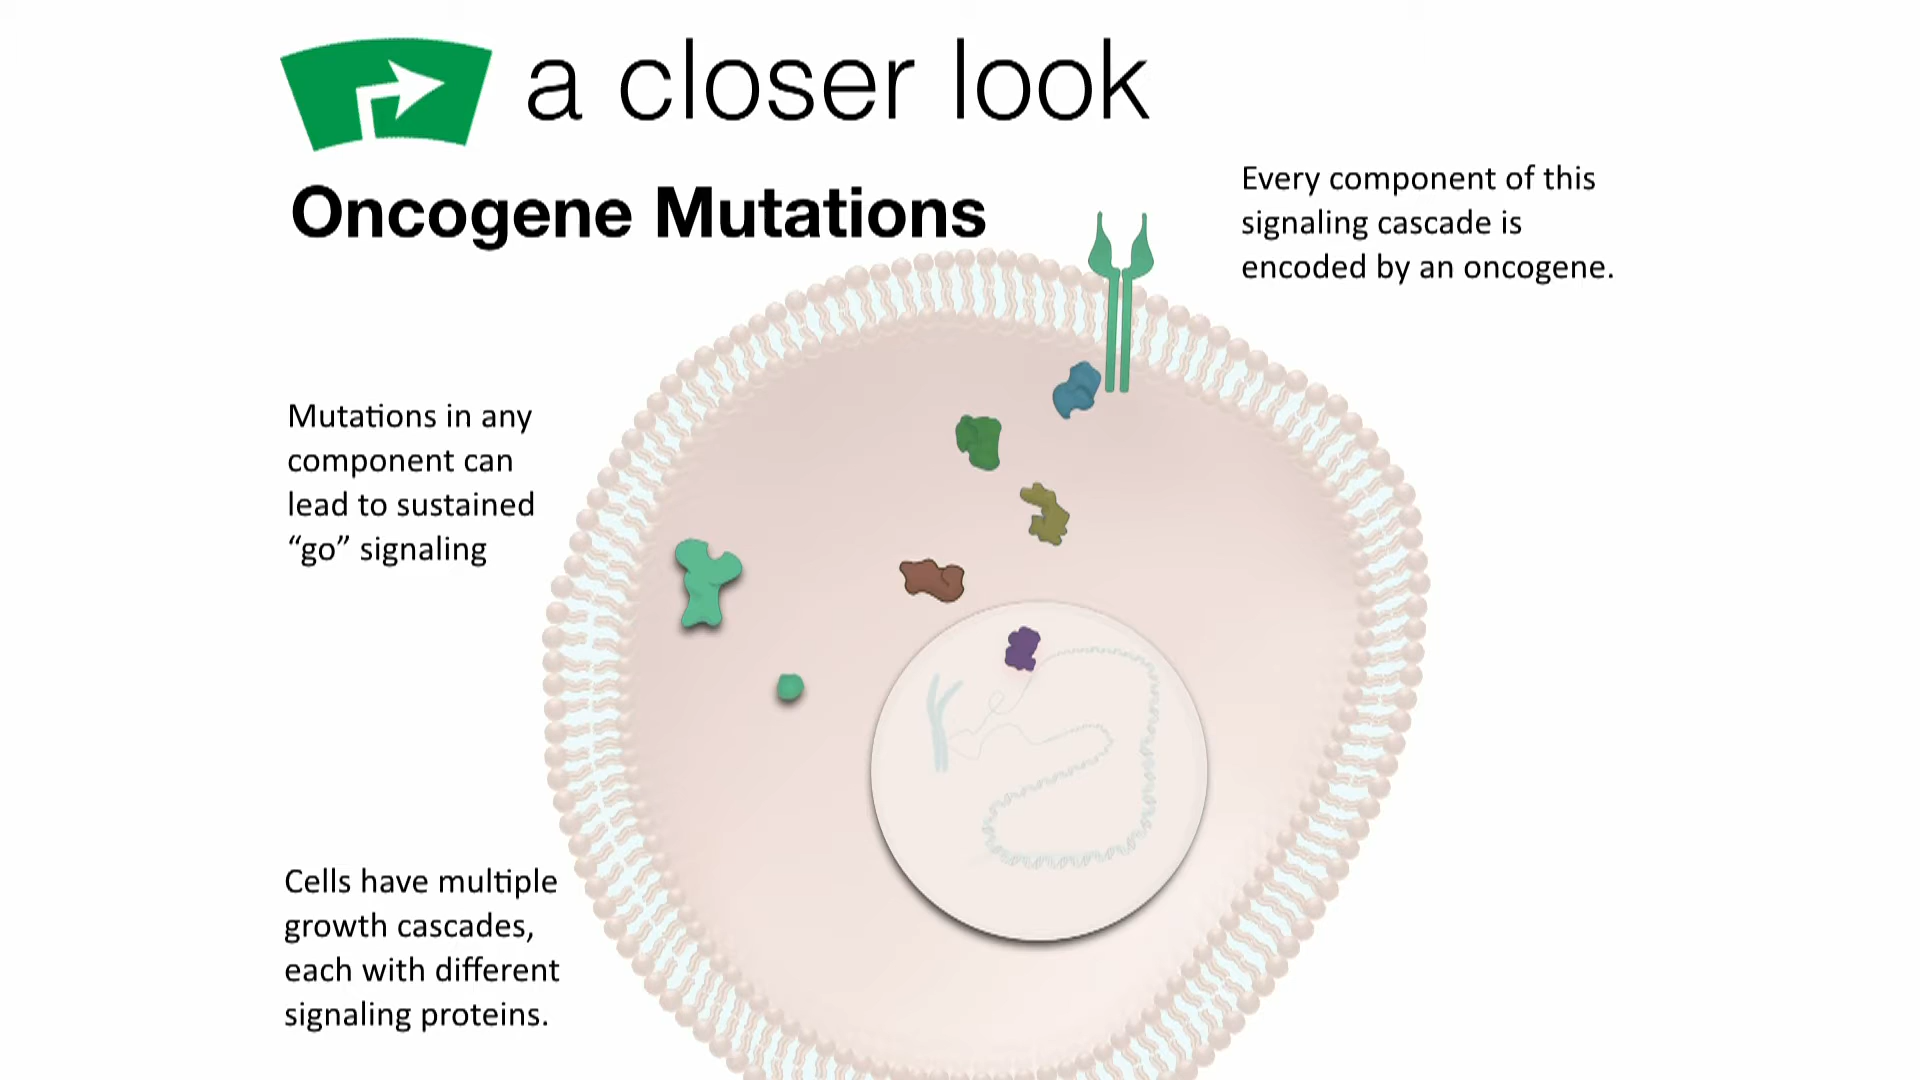 a closer look
Oncogene Mutations
Every component of this
signaling cascade is
encoded by an oncogene.
Mutations in any
component can
lead to sustained
“go” signaling
Cells have multiple
growth cascades,
each with different
signaling proteins.